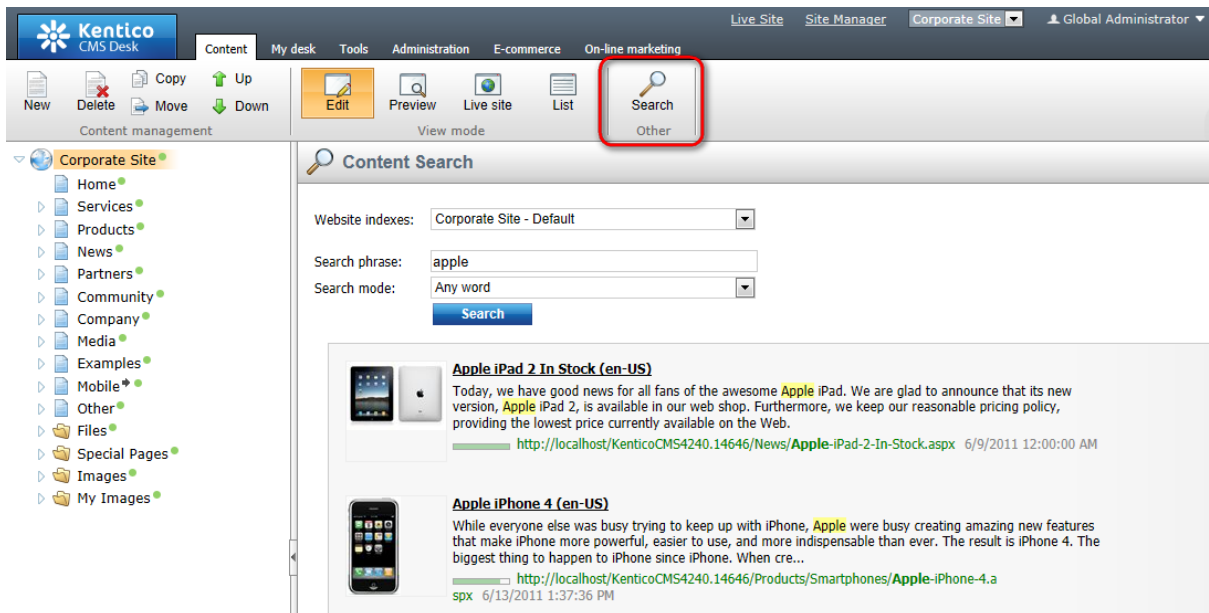 Kentico
CMS Desk
Live Site Site Manager Corporate Site Global Administrator
Content My desk Tools Administration E-commerce On-line marketing
New Delete Copy Move Up Down
Content management
Edit Preview Live site List
View mode
Search
Other
Corporate Site
Home
Services
Products
News
Partners
Community
Company
Media
Examples
Mobile
Other
Files
Special Pages
Images
My Images
Content Search
Website indexes: Corporate Site - Default
Search phrase: apple
Search mode: Any word
Search
Apple iPad 2 In Stock (en-US)
Today, we have good news for all fans of the awesome Apple iPad. We are glad to announce that its new
version, Apple iPad 2, is available in our web shop. Furthermore, we keep our reasonable pricing policy,
providing the lowest price currently available on the Web.
http://localhost/KenticoCMS4240.14646/News/Apple-iPad-2-In-Stock.aspx 6/9/2011 12:00:00 AM
Apple iPhone 4 (en-US)
While everyone else was busy trying to keep up with iPhone, Apple were busy creating amazing new features
that make iPhone more powerful, easier to use, and more indispensable than ever. The result is iPhone 4. The
biggest thing to happen to iPhone since iPhone. When cre...
http://localhost/KenticoCMS4240.14646/Products/Smartphones/Apple-iPhone-4.a
spx 6/13/2011 1:37:36 PM